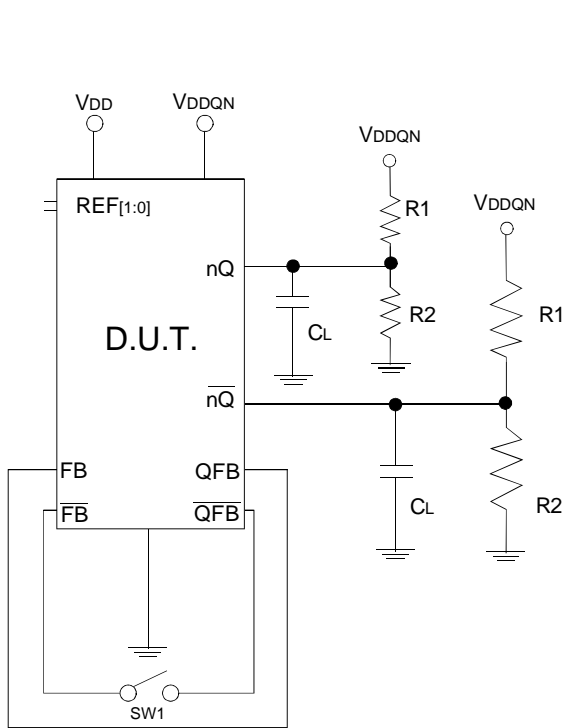 VDD
VDDQN
VDDQN
REF[1:0]
R1
VDDQN
nQ
R2
R1
CL
D.U.T.
nQ
FB
QFB
CL
R2
FB
QFB
SW1